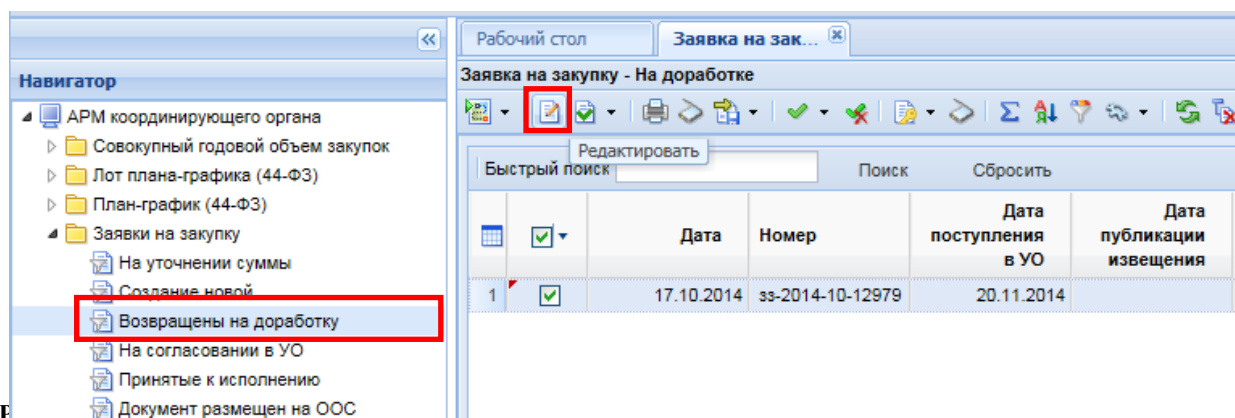 Рабочий стол
Заявка на зак...
Навигатор
Заявка на закупку - На доработке
АРМ координирующего органа
Совокупный годовой объем закупок
Лот плана-графика (44-ФЗ)
План-график (44-ФЗ)
Заявки на закупку
На уточнении суммы
Создание новой
Возвращены на доработку
На согласовании в УО
Принятые к исполнению
Документ размещен на ООС
Редактировать
Быстрый поиск Поиск Сбросить
Дата
Номер
Дата поступления в УО
Дата публикации извещения
1 17.10.2014 зз-2014-10-12979 20.11.2014